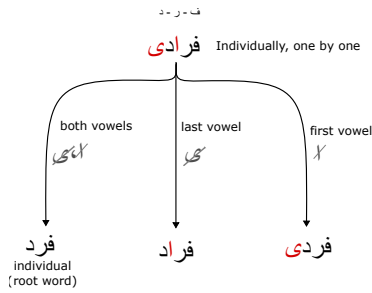 ف - ر - د
فرادی
Individually, one by one
both vowels
last vowel
first vowel
فرد
فراد
فردی
individual
(root word)